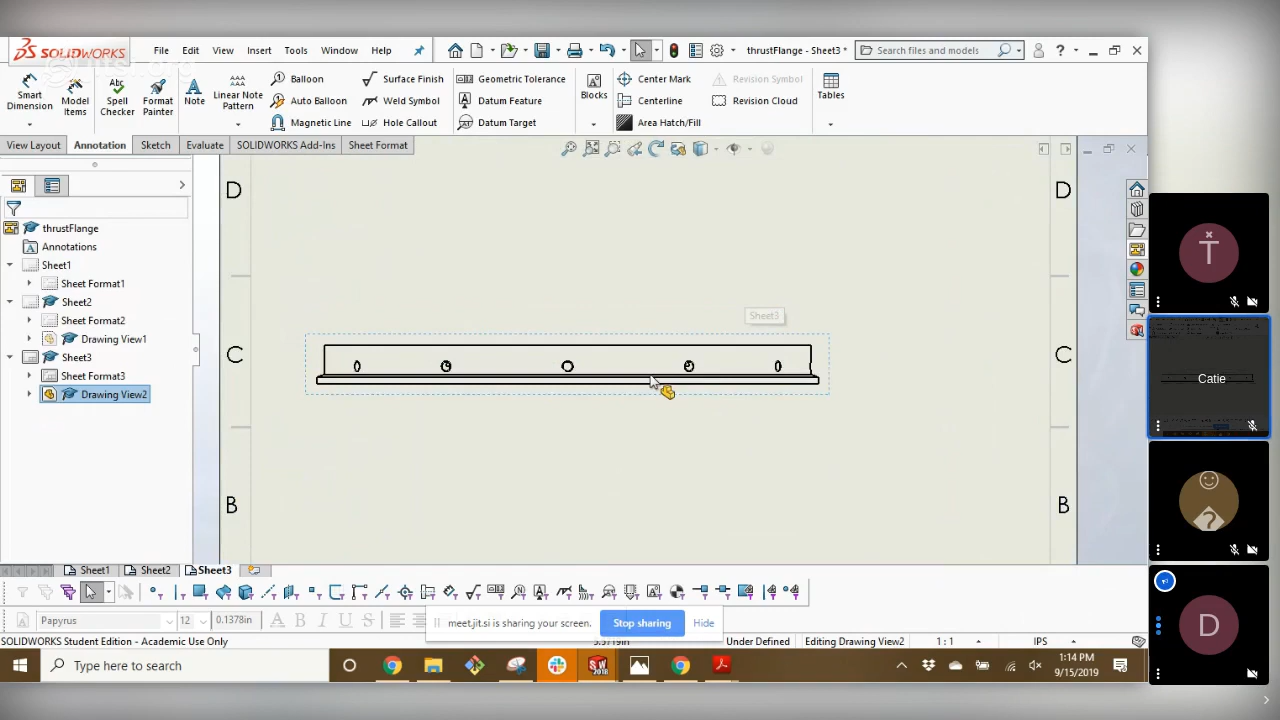 SOLIDWORKS File Edit View Insert Tools Window Help thrustFlange - Sheet3 * Search files and models ?
Smart Dimension
Model Items
Spell Checker
Format Painter
Note
Linear Note Pattern
Balloon
Auto Balloon
Magnetic Line
Surface Finish
Weld Symbol
Hole Callout
Geometric Tolerance
Datum Feature
Datum Target
Blocks
Center Mark
Centerline
Area Hatch/Fill
Revision Symbol
Revision Cloud
Tables
View Layout Annotation Sketch Evaluate SOLIDWORKS Add-Ins Sheet Format
thrustFlange
Annotations
Sheet1
Sheet Format1
Sheet2
Sheet Format2
Drawing View1
Sheet3
Sheet Format3
Drawing View2
D D
Sheet3
C C
B B
T
Catie
?
D
Sheet1 Sheet2 Sheet3
Papyrus 12 0.1378in A B I U S
meet.jit.si is sharing your screen. Stop sharing Hide
SOLIDWORKS Student Edition - Academic Use Only Under Defined Editing Drawing View2 1 : 1 IPS
Type here to search
1:14 PM
9/15/2019